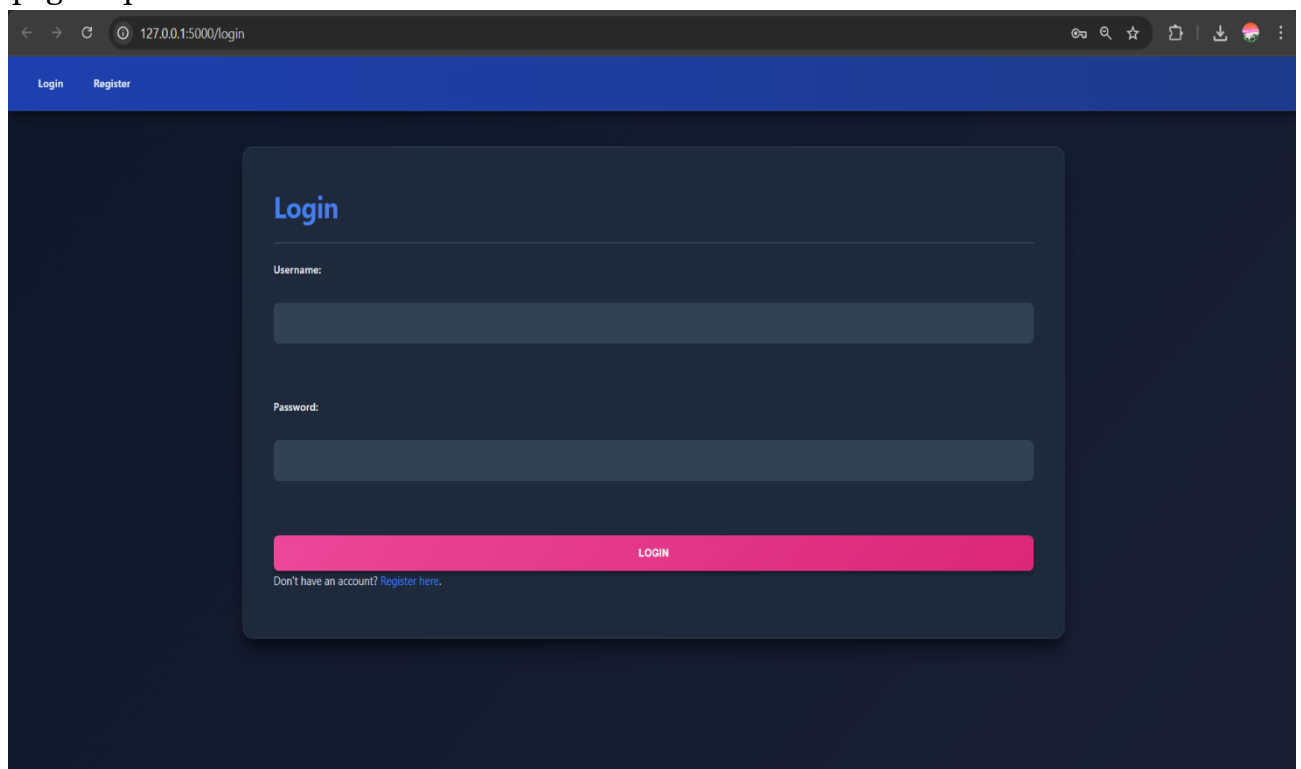 127.0.0.1:5000/login
Login Register
Login
Username:
Password:
LOGIN
Don't have an account? Register here.